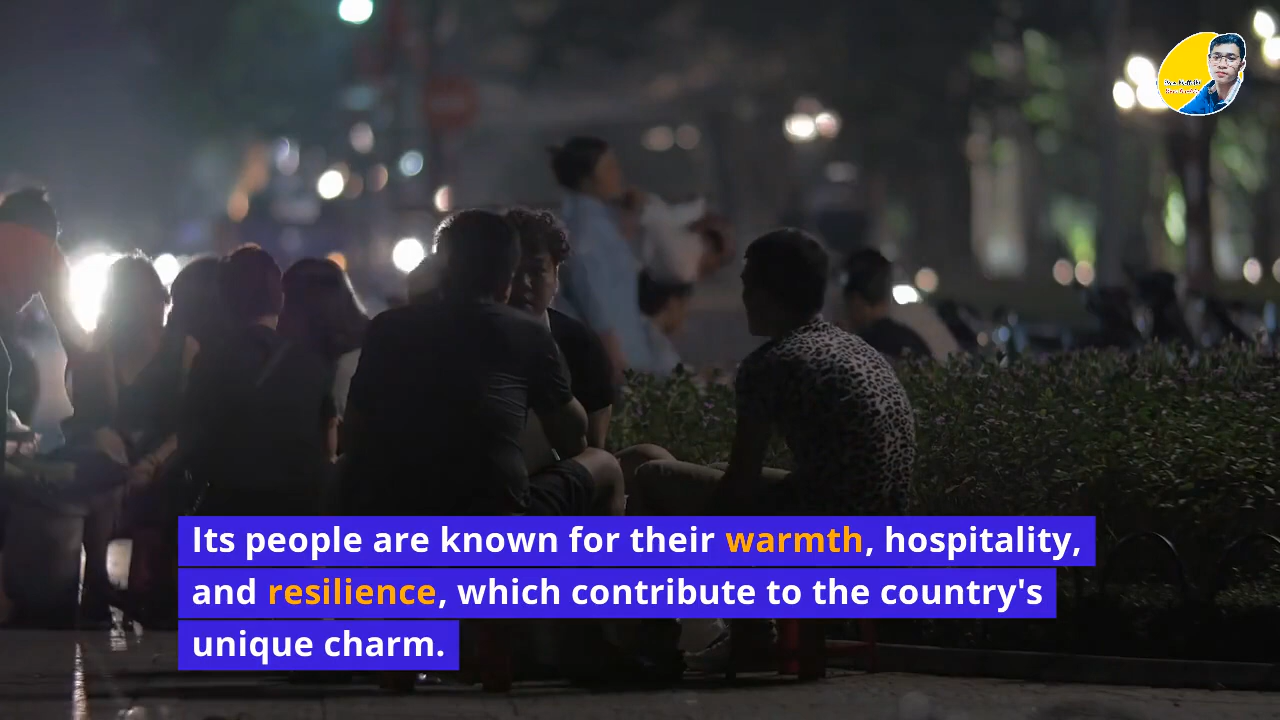 Its people are known for their warmth, hospitality,
and resilience, which contribute to the country's
unique charm.